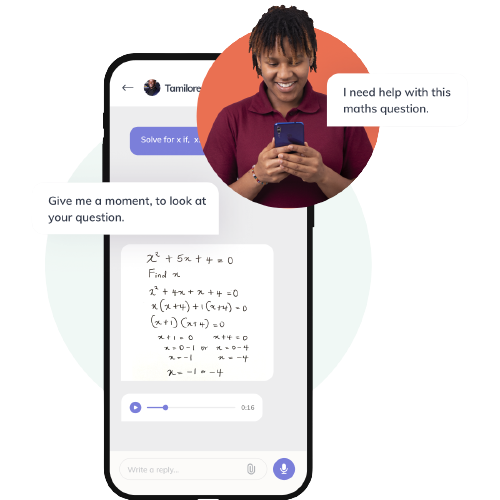 Tamilore
I need help with this
maths question.
Solve for x if, x
Give me a moment, to look at
your question.
x² + 5x + 4 = 0
Find x
x² + 4x + x + 4 = 0
x(x+4) + 1(x+4) = 0
(x+1) (x+4) = 0
x+1 = 0 x+4 = 0
x = 0-1 or x = 0-4
x = -1 x = -4
x = -1 or -4
0:16
Write a reply...